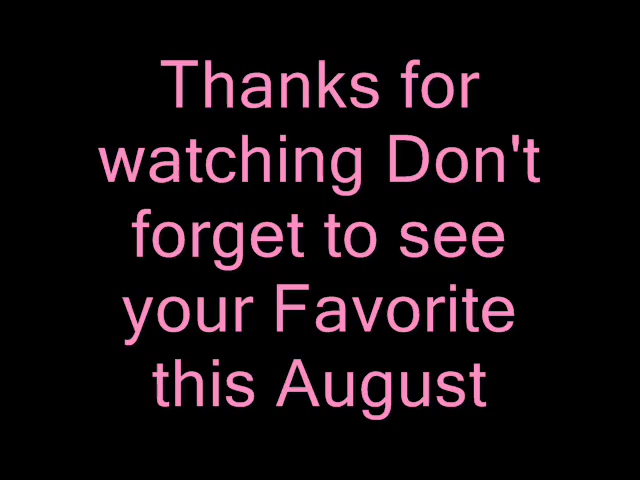 Thanks for
watching Don't
forget to see
your Favorite
this August